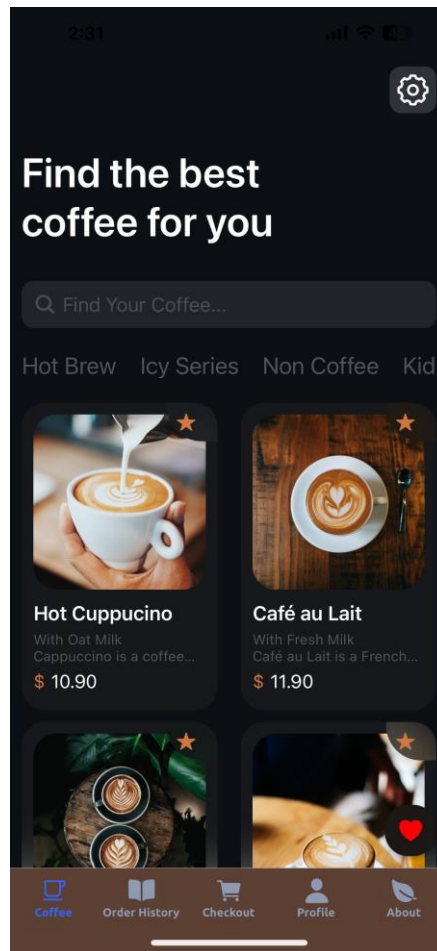 2:31
Find the best
coffee for you
Find Your Coffee...
Hot Brew Icy Series Non Coffee Kid
Hot Cuppucino
With Oat Milk
Cappuccino is a coffee...
$ 10.90
Café au Lait
With Fresh Milk
Café au Lait is a French...
$ 11.90
Coffee Order History Checkout Profile About